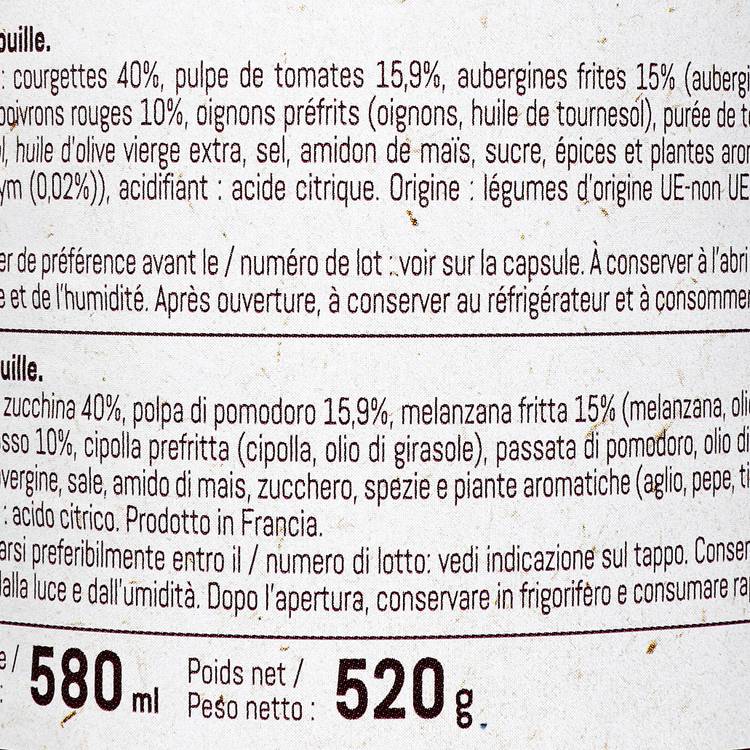 ouille.
: courgettes 40%, pulpe de tomates 15,9%, aubergines frites 15% (aubergi
poivrons rouges 10%, oignons préfrits (oignons, huile de tournesol), purée de to
l, huile d'olive vierge extra, sel, amidon de maïs, sucre, épices et plantes arom
ym (0,02%)), acidifiant : acide citrique. Origine : légumes d'origine UE-non UE
er de préférence avant le / numéro de lot : voir sur la capsule. À conserver à l'abri
e et de l'humidité. Après ouverture, à conserver au réfrigérateur et à consommer
uille.
zucchina 40%, polpa di pomodoro 15,9%, melanzana fritta 15% (melanzana, olio
sso 10%, cipolla prefritta (cipolla, olio di girasole), passata di pomodoro, olio di
vergine, sale, amido di mais, zucchero, spezie e piante aromatiche (aglio, pepe, ti
: acido citrico. Prodotto in Francia.
arsi preferibilmente entro il / numero di lotto: vedi indicazione sul tappo. Conser
dalla luce e dall'umidità. Dopo l'apertura, conservare in frigorifero e consumare ra
e / 580 ml Poids net / 520 g
: Peso netto :